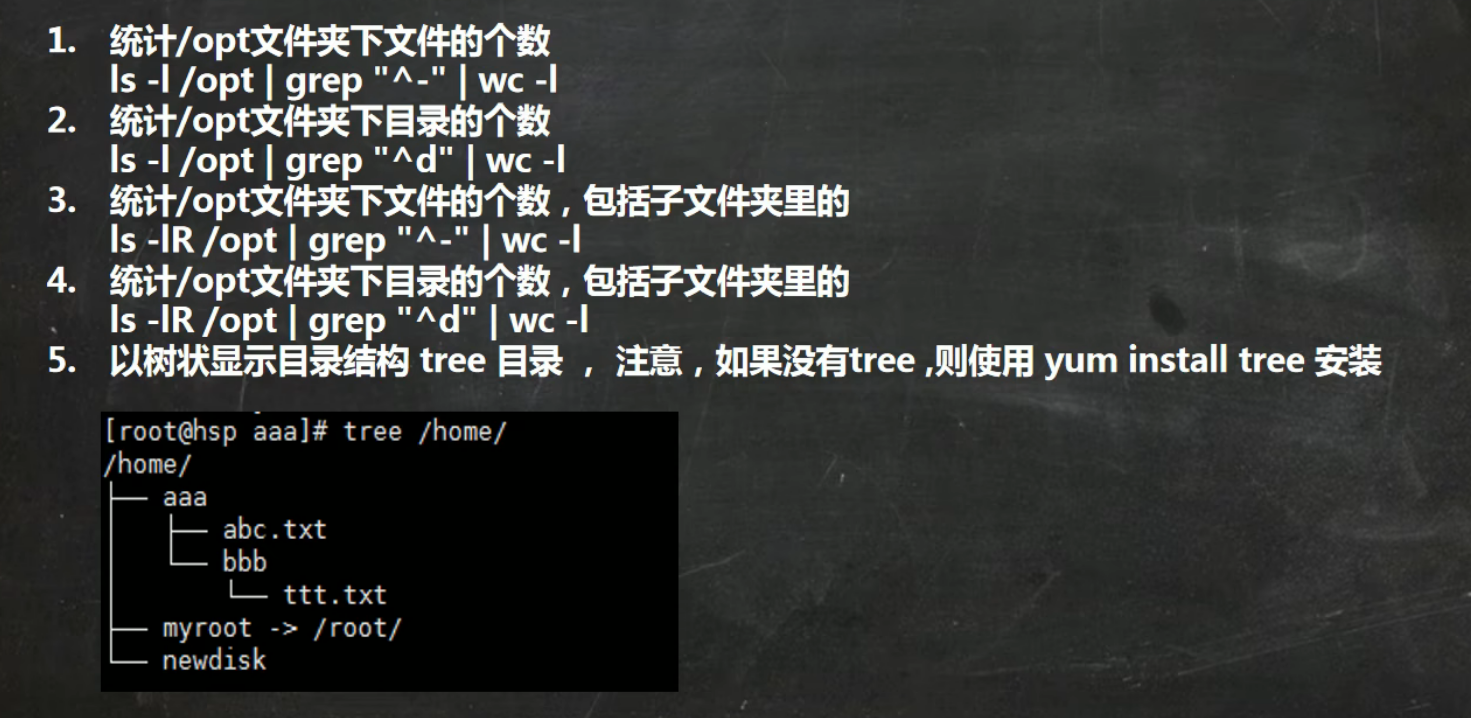 1. 统计/opt文件夹下文件的个数
ls -l /opt | grep "^-" | wc -l
2. 统计/opt文件夹下目录的个数
ls -l /opt | grep "^d" | wc -l
3. 统计/opt文件夹下文件的个数，包括子文件夹里的
ls -lR /opt | grep "^-" | wc -l
4. 统计/opt文件夹下目录的个数，包括子文件夹里的
ls -lR /opt | grep "^d" | wc -l
5. 以树状显示目录结构 tree 目录 ， 注意，如果没有tree ,则使用 yum install tree 安装
[root@hsp aaa]# tree /home/
/home/
├── aaa
│   ├── abc.txt
│   └── bbb
│       └── ttt.txt
├── myroot -> /root/
└── newdisk